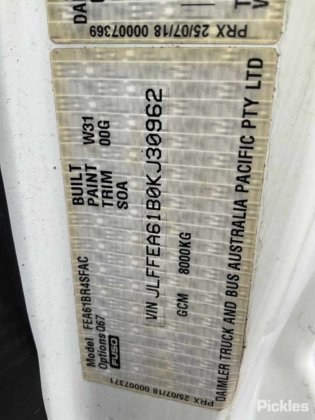 DA
PRX 25/07/18 00007369
T
V
Model FEA61BR4SFAC
Options 067
FUSO
BUILT
PAINT W31
TRIM 00G
SOA
VIN JLFFEA61B0KJ30962
GCM 8000KG
DAIMLER TRUCK AND BUS AUSTRALIA PACIFIC PTY LTD
PRX 25/07/18 00007371
Pickles